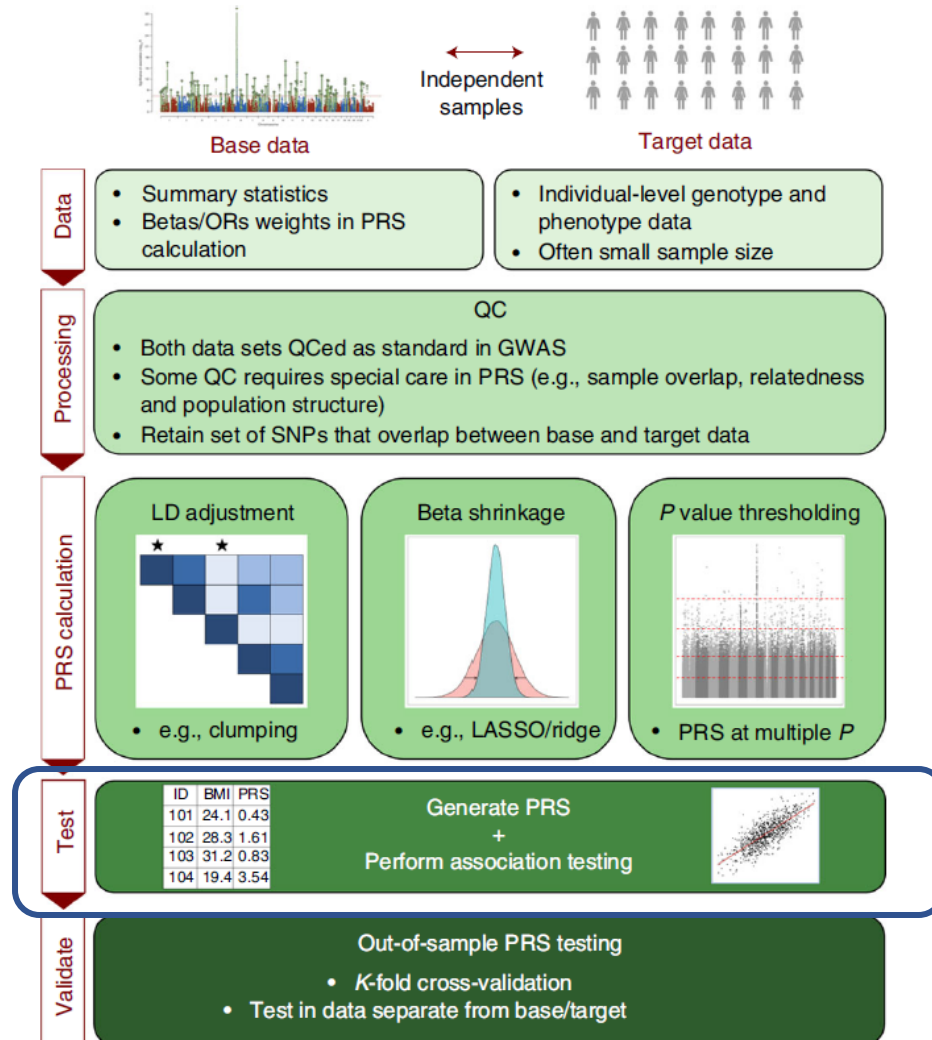 Independent
samples
Base data
Target data
Data
• Summary statistics
• Betas/ORs weights in PRS
calculation
• Individual-level genotype and
phenotype data
• Often small sample size
Processing
QC
• Both data sets QCed as standard in GWAS
• Some QC requires special care in PRS (e.g., sample overlap, relatedness
and population structure)
• Retain set of SNPs that overlap between base and target data
PRS calculation
LD adjustment
• e.g., clumping
Beta shrinkage
• e.g., LASSO/ridge
P value thresholding
• PRS at multiple P
Test
ID BMI PRS
101 24.1 0.43
102 28.3 1.61
103 31.2 0.83
104 19.4 3.54
Generate PRS
+
Perform association testing
Validate
Out-of-sample PRS testing
• K-fold cross-validation
• Test in data separate from base/target